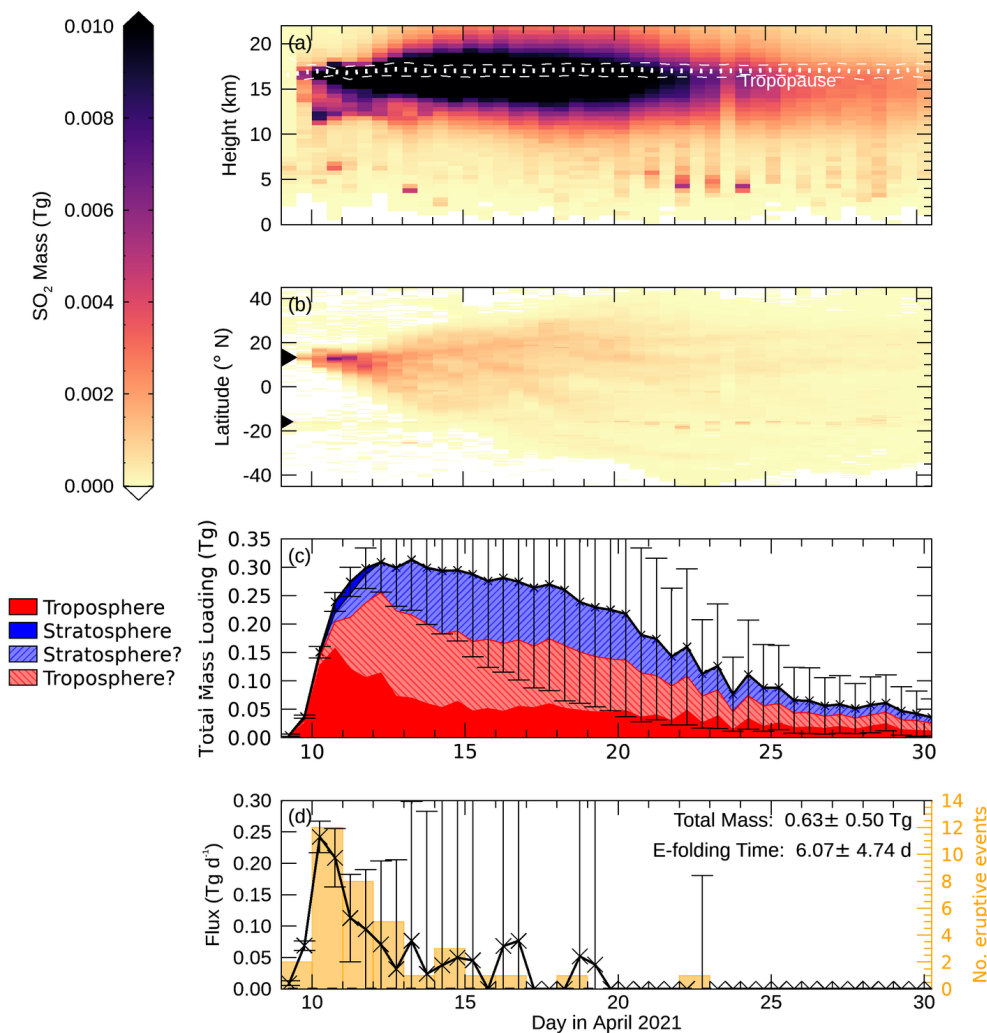 0.010
0.008
0.006
0.004
0.002
0.000
SO₂ Mass (Tg)
(a)
Tropopause
20
15
10
5
0
Height (km)
(b)
40
20
0
-20
-40
Latitude (° N)
Troposphere
Stratosphere
Stratosphere?
Troposphere?
(c)
0.35
0.30
0.25
0.20
0.15
0.10
0.05
0.00
Total Mass Loading (Tg)
10 15 20 25 30
(d)
Total Mass: 0.63± 0.50 Tg
E-folding Time: 6.07± 4.74 d
0.30
0.25
0.20
0.15
0.10
0.05
0.00
Flux (Tg d⁻¹)
14
12
10
8
6
4
2
0
No. eruptive events
10 15 20 25 30
Day in April 2021